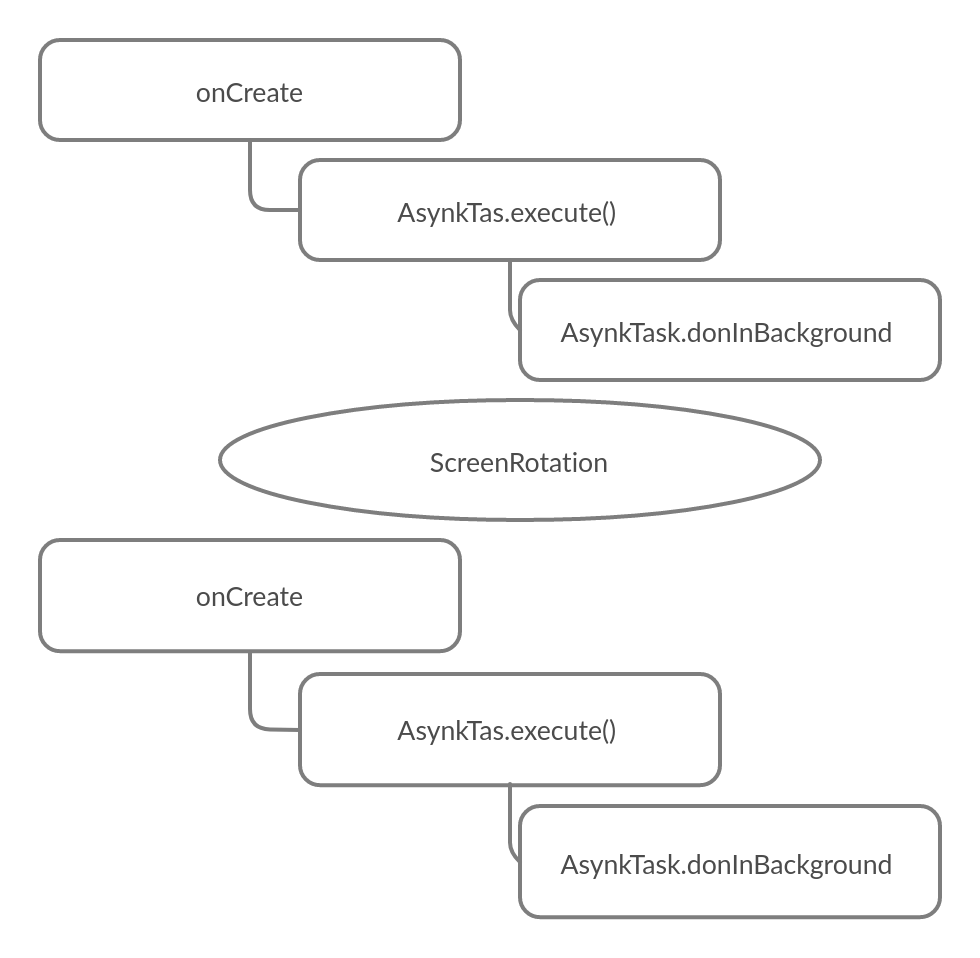 onCreate
AsynkTas.execute()
AsynkTask.donInBackground
ScreenRotation
onCreate
AsynkTas.execute()
AsynkTask.donInBackground